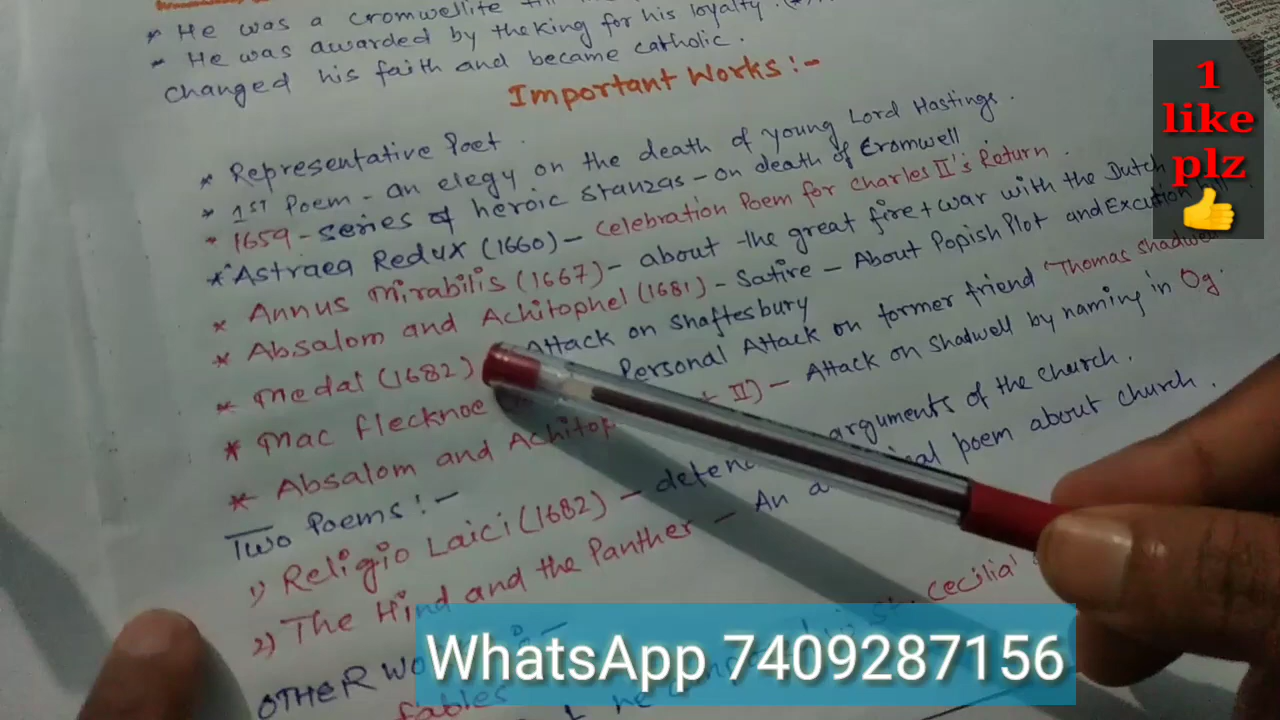 * He was a cromwellite
* He was awarded by the king for his loyalty.
changed his faith and became catholic.
Important Works:-
* Representative Poet.
* 1ST Poem - an elegy on the death of young Lord Hastings.
* 1659 - series of heroic stanzas - on death of Cromwell
* Astraea Redux (1660) - Celebration Poem for Charles II's Return.
* Annus Mirabilis (1667) - about the great fire + war with the Dutch
* Absalom and Achitophel (1681) - Satire - About Popish Plot and Excution
* Medal (1682) Attack on Shaftesbury
* Mac flecknoe Personal Attack on former friend 'Thomas Shadwell
* Absalom and Achitop II) - Attack on Shadwell by naming in Og.
Two Poems:-
1) Religio Laici (1682) - defen arguments of the church.
2) The Hind and the Panther - An a poem about church.
OTHER WO
fables he St. Cecilia'
1
like
plz
👍
WhatsApp 7409287156